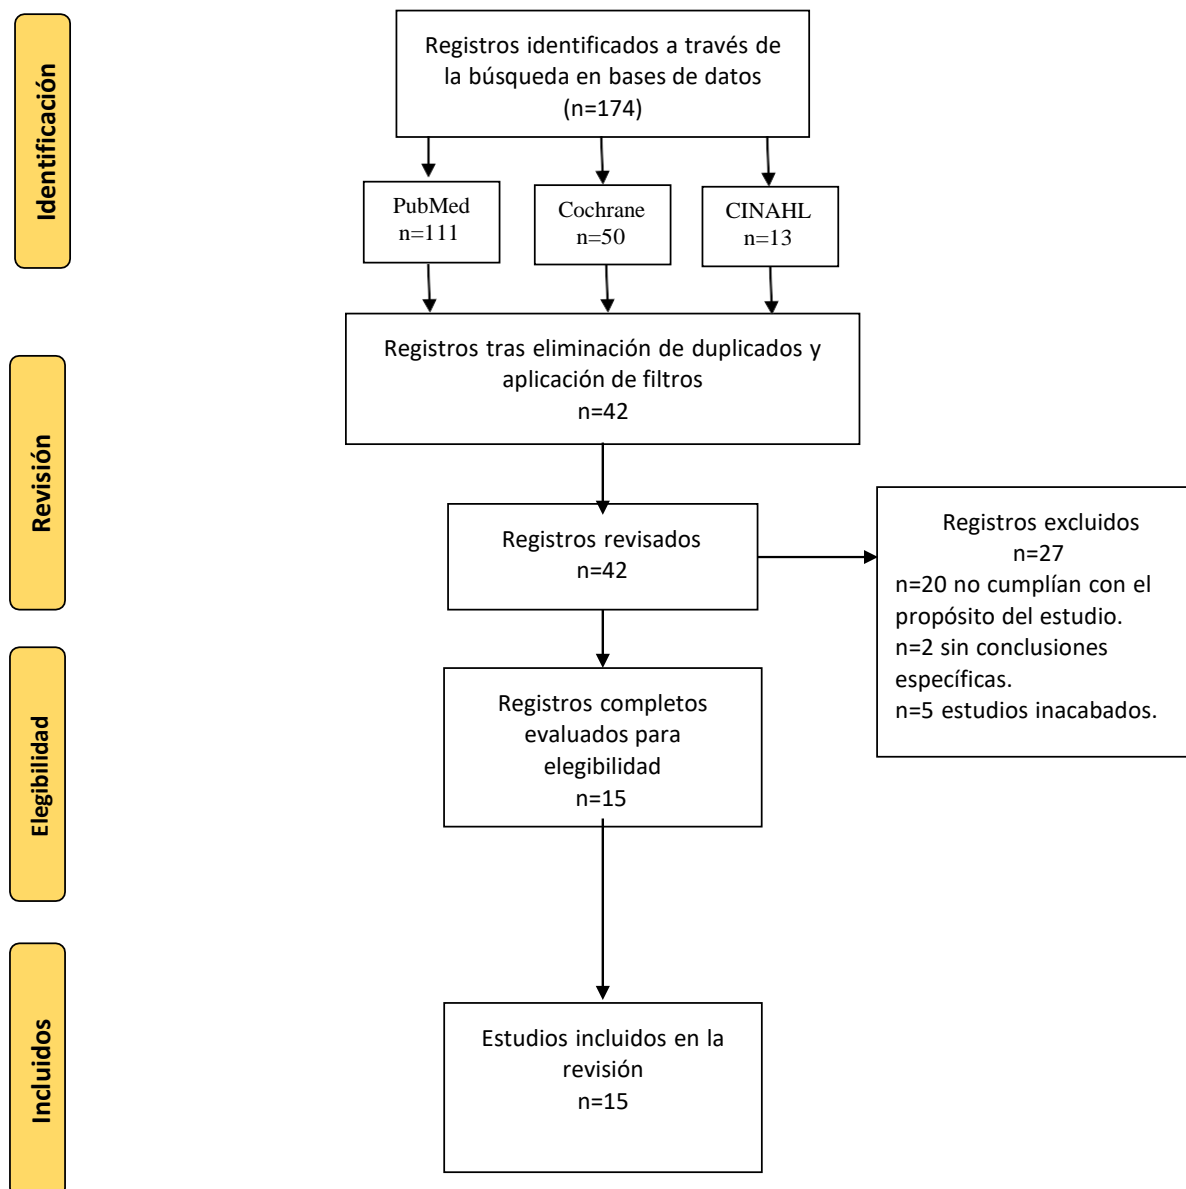 Identificación
Registros identificados a través de
la búsqueda en bases de datos
(n=174)
PubMed
n=111
Cochrane
n=50
CINAHL
n=13
Registros tras eliminación de duplicados y
aplicación de filtros
n=42
Revisión
Registros revisados
n=42
Registros excluidos
n=27
n=20 no cumplían con el
propósito del estudio.
n=2 sin conclusiones
específicas.
n=5 estudios inacabados.
Elegibilidad
Registros completos
evaluados para
elegibilidad
n=15
Incluidos
Estudios incluidos en la
revisión
n=15